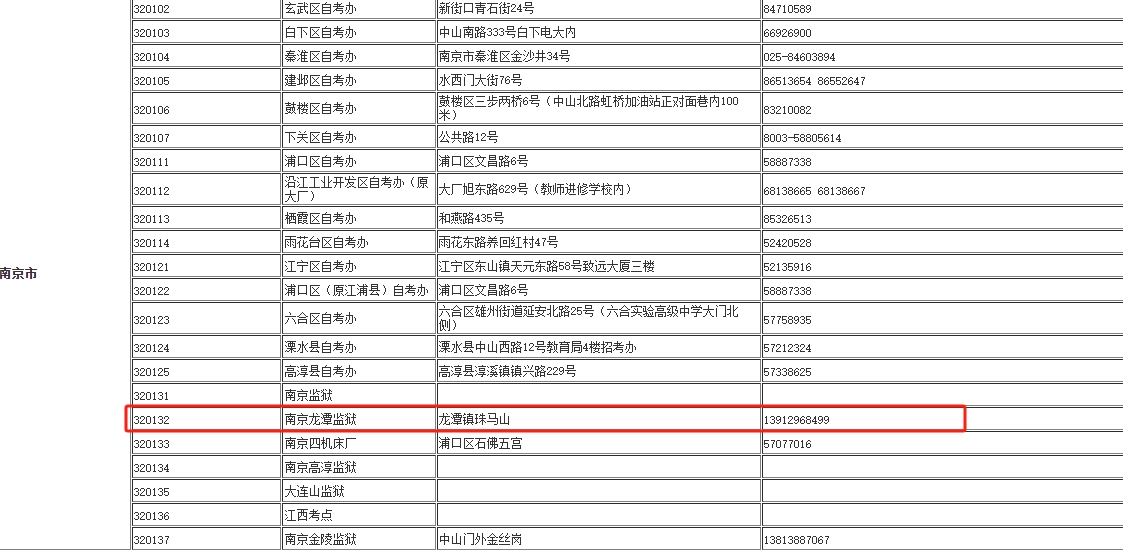 320102 玄武区自考办 新街口青石街24号 84710589
320103 白下区自考办 中山南路333号白下电大内 66926900
320104 秦淮区自考办 南京市秦淮区金沙井34号 025-84603894
320105 建邺区自考办 水西门大街76号 86513654 86552647
320106 鼓楼区自考办 鼓楼区三步两桥6号（中山北路虹桥加油站正对面巷内100
米） 83210082
320107 下关区自考办 公共路12号 8003-58805614
320111 浦口区自考办 浦口区文昌路6号 58887338
320112 沿江工业开发区自考办（原
大厂） 大厂旭东路629号（教师进修学校内） 68138665 68138667
320113 栖霞区自考办 和燕路435号 85326513
320114 雨花台区自考办 雨花东路养回红村47号 52420528
南京市
320121 江宁区自考办 江宁区东山镇天元东路58号致远大厦三楼 52135916
320122 浦口区（原江浦县）自考办 浦口区文昌路6号 58887338
320123 六合区自考办 六合区雄州街道延安北路25号（六合实验高级中学大门北
侧） 57758935
320124 溧水县自考办 溧水县中山西路12号教育局4楼招考办 57212324
320125 高淳县自考办 高淳县淳溪镇镇兴路229号 57338625
320131 南京监狱
320132 南京龙潭监狱 龙潭镇珠马山 13912968499
320133 南京四机床厂 浦口区石佛五宫 57077016
320134 南京高淳监狱
320135 大连山监狱
320136 江西考点
320137 南京金陵监狱 中山门外金丝岗 13813887067